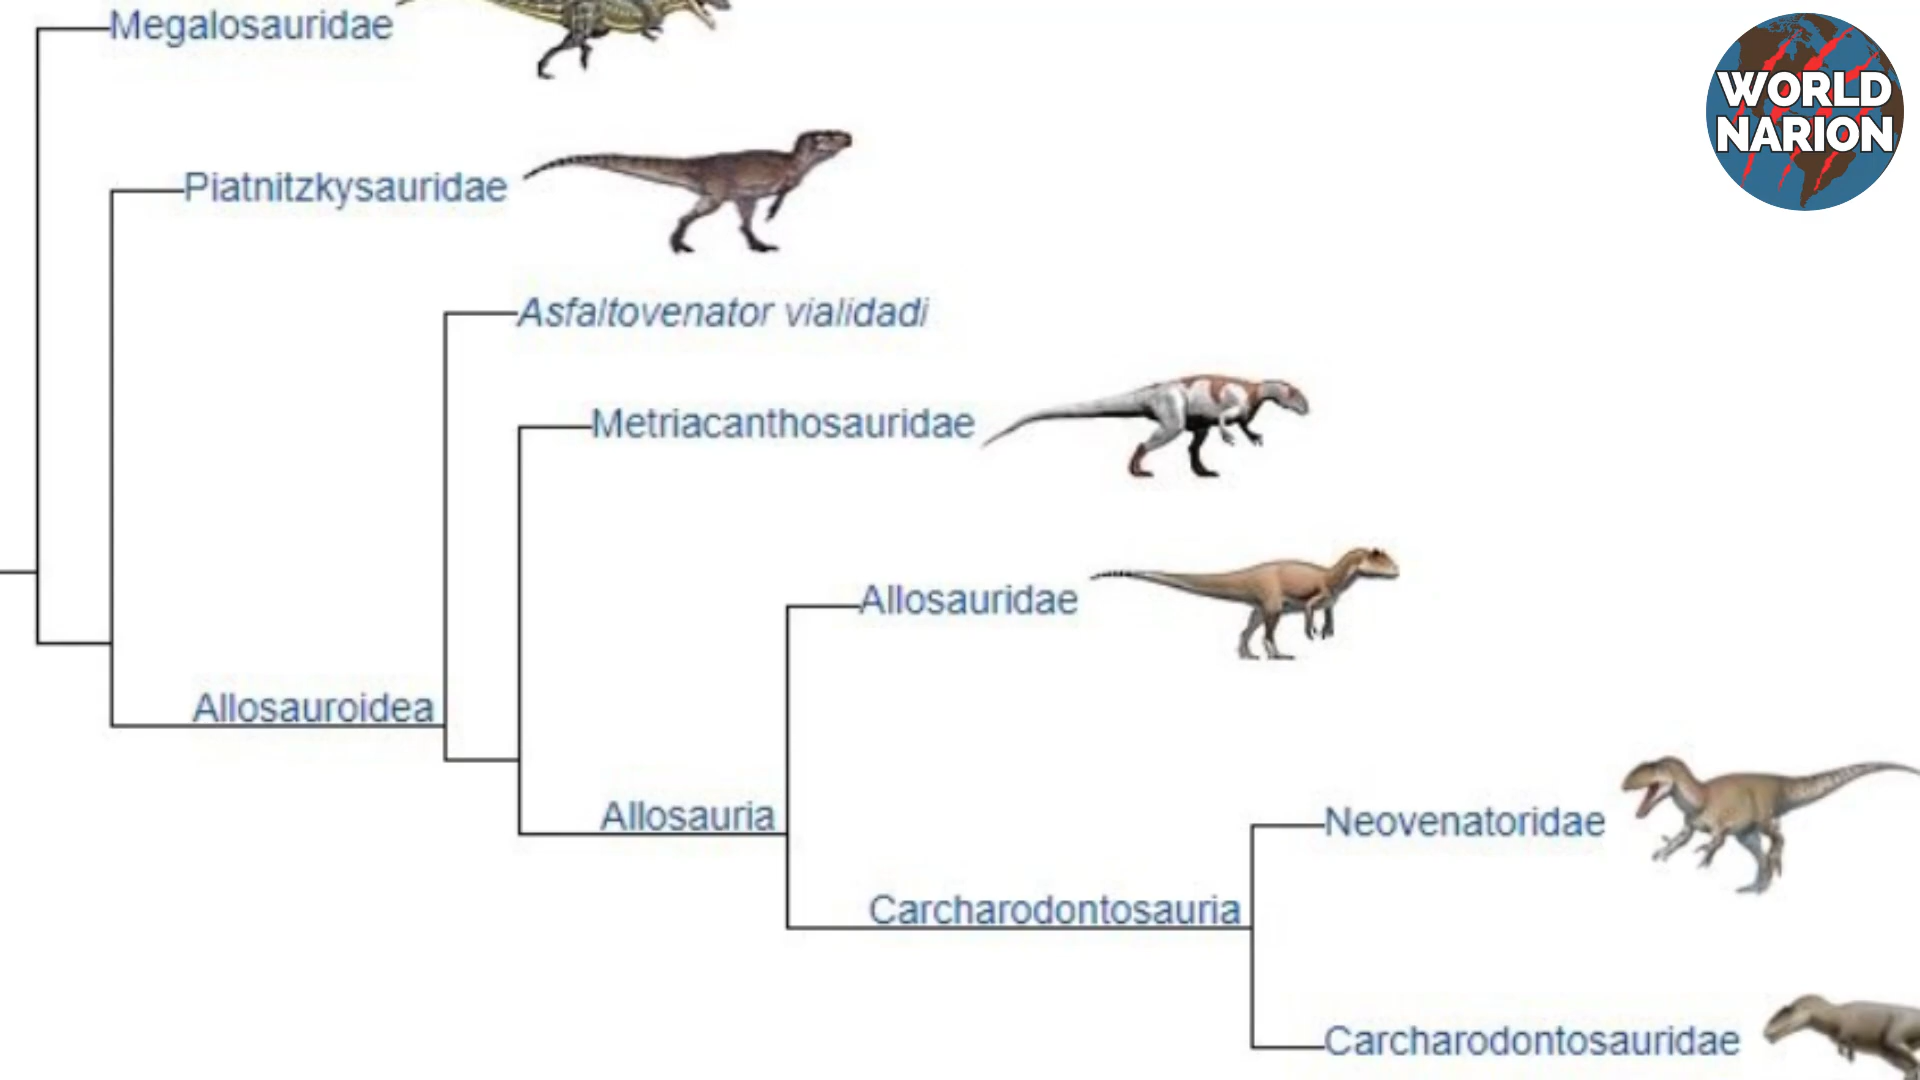 Megalosauridae
WORLD
NARION
Piatnitzkysauridae
Asfaltovenator vialidadi
Metriacanthosauridae
Allosauridae
Allosauroidea
Allosauria
Neovenatoridae
Carcharodontosauria
Carcharodontosauridae